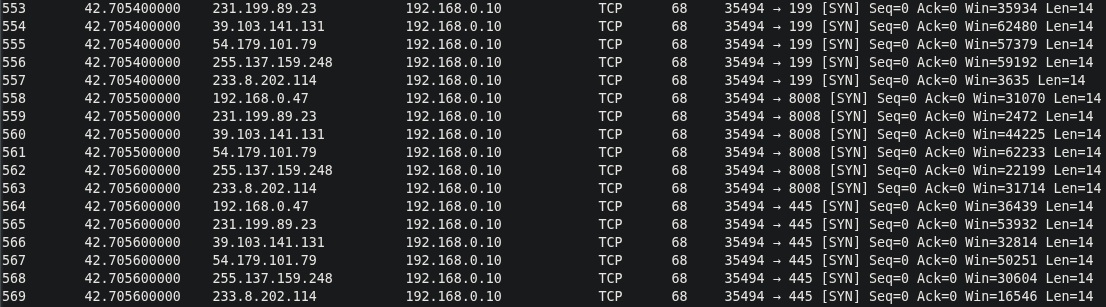 553 42.705400000 231.199.89.23 192.168.0.10 TCP 68 35494 → 199 [SYN] Seq=0 Ack=0 Win=35934 Len=14
554 42.705400000 39.103.141.131 192.168.0.10 TCP 68 35494 → 199 [SYN] Seq=0 Ack=0 Win=62480 Len=14
555 42.705400000 54.179.101.79 192.168.0.10 TCP 68 35494 → 199 [SYN] Seq=0 Ack=0 Win=57379 Len=14
556 42.705400000 255.137.159.248 192.168.0.10 TCP 68 35494 → 199 [SYN] Seq=0 Ack=0 Win=59192 Len=14
557 42.705400000 233.8.202.114 192.168.0.10 TCP 68 35494 → 199 [SYN] Seq=0 Ack=0 Win=3635 Len=14
558 42.705500000 192.168.0.47 192.168.0.10 TCP 68 35494 → 8008 [SYN] Seq=0 Ack=0 Win=31070 Len=14
559 42.705500000 231.199.89.23 192.168.0.10 TCP 68 35494 → 8008 [SYN] Seq=0 Ack=0 Win=2472 Len=14
560 42.705500000 39.103.141.131 192.168.0.10 TCP 68 35494 → 8008 [SYN] Seq=0 Ack=0 Win=44225 Len=14
561 42.705500000 54.179.101.79 192.168.0.10 TCP 68 35494 → 8008 [SYN] Seq=0 Ack=0 Win=62233 Len=14
562 42.705600000 255.137.159.248 192.168.0.10 TCP 68 35494 → 8008 [SYN] Seq=0 Ack=0 Win=22199 Len=14
563 42.705600000 233.8.202.114 192.168.0.10 TCP 68 35494 → 8008 [SYN] Seq=0 Ack=0 Win=31714 Len=14
564 42.705600000 192.168.0.47 192.168.0.10 TCP 68 35494 → 445 [SYN] Seq=0 Ack=0 Win=36439 Len=14
565 42.705600000 231.199.89.23 192.168.0.10 TCP 68 35494 → 445 [SYN] Seq=0 Ack=0 Win=53932 Len=14
566 42.705600000 39.103.141.131 192.168.0.10 TCP 68 35494 → 445 [SYN] Seq=0 Ack=0 Win=32814 Len=14
567 42.705600000 54.179.101.79 192.168.0.10 TCP 68 35494 → 445 [SYN] Seq=0 Ack=0 Win=50251 Len=14
568 42.705600000 255.137.159.248 192.168.0.10 TCP 68 35494 → 445 [SYN] Seq=0 Ack=0 Win=30604 Len=14
569 42.705600000 233.8.202.114 192.168.0.10 TCP 68 35494 → 445 [SYN] Seq=0 Ack=0 Win=16546 Len=14